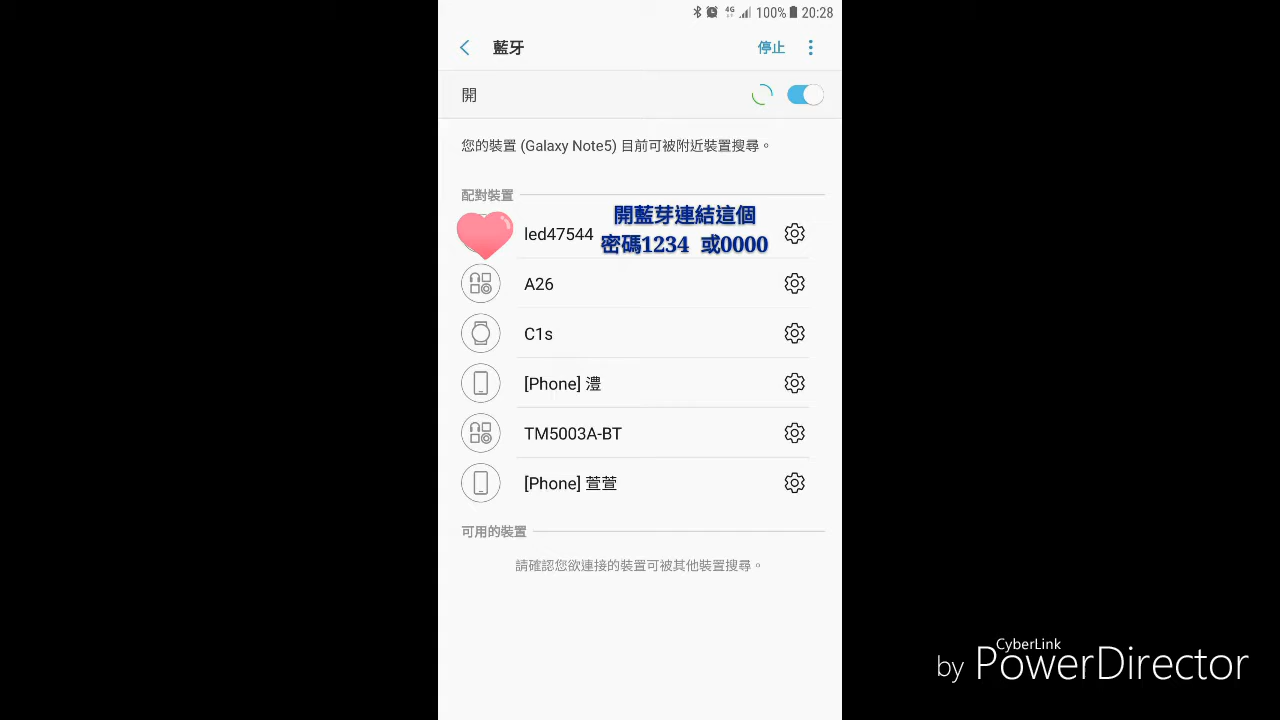 4G 100% 20:28
藍牙 停止
開
您的裝置 (Galaxy Note5) 目前可被附近裝置搜尋。
配對裝置
開藍芽連結這個
led47544 密碼1234 或0000
A26
C1s
[Phone] 澧
TM5003A-BT
[Phone] 萱萱
可用的裝置
請確認您欲連接的裝置可被其他裝置搜尋。
CyberLink
by PowerDirector